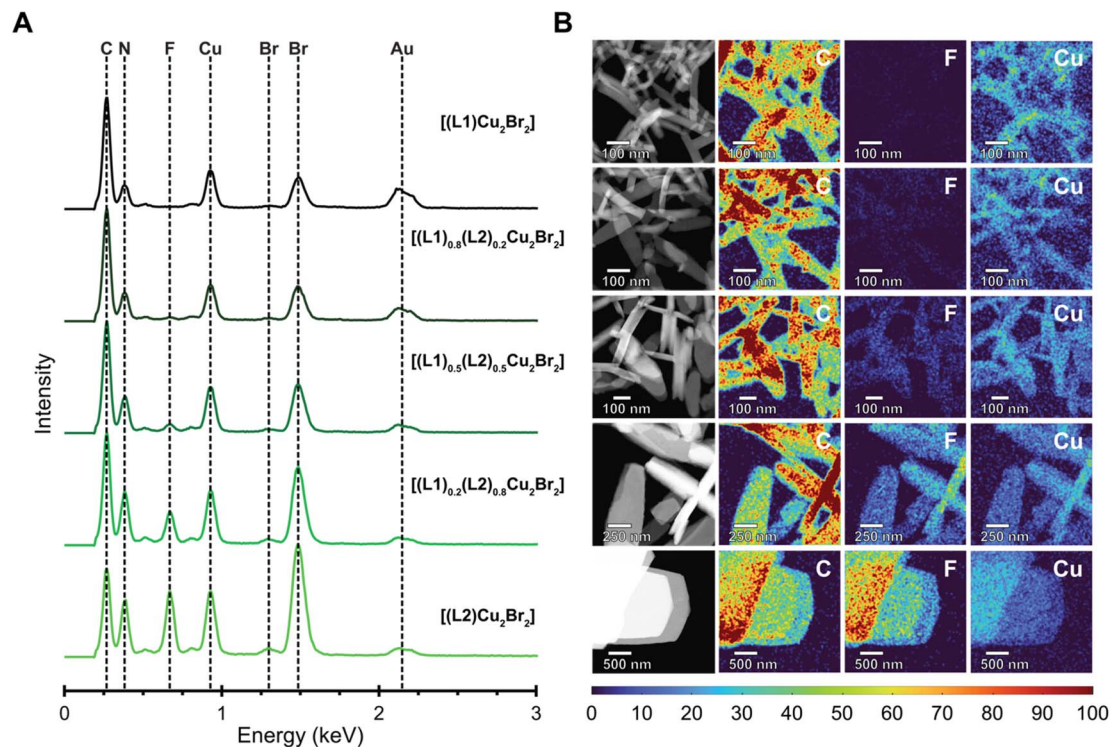 A
C N F Cu Br Br Au
[(L1)Cu₂Br₂]
[(L1)₀.₈(L2)₀.₂Cu₂Br₂]
[(L1)₀.₅(L2)₀.₅Cu₂Br₂]
[(L1)₀.₂(L2)₀.₈Cu₂Br₂]
[(L2)Cu₂Br₂]
Intensity
0 1 2 3
Energy (keV)
B
C F Cu
100 nm 100 nm 100 nm 100 nm
C F Cu
100 nm 100 nm 100 nm 100 nm
C F Cu
100 nm 100 nm 100 nm 100 nm
C F Cu
250 nm 250 nm 250 nm 250 nm
C F Cu
500 nm 500 nm 500 nm 500 nm
0 10 20 30 40 50 60 70 80 90 100